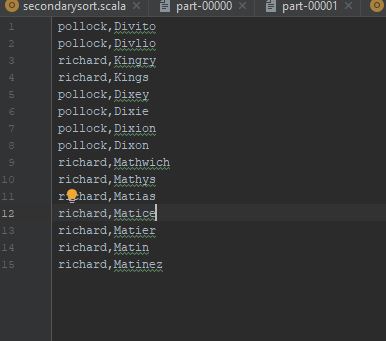 secondarysort.scala × part-00000 × part-00001 ×
1 pollock,Divito
2 pollock,Divlio
3 richard,Kingry
4 richard,Kings
5 pollock,Dixey
6 pollock,Dixie
7 pollock,Dixion
8 pollock,Dixon
9 richard,Mathwich
10 richard,Mathys
11 richard,Matias
12 richard,Matice
13 richard,Matier
14 richard,Matin
15 richard,Matinez